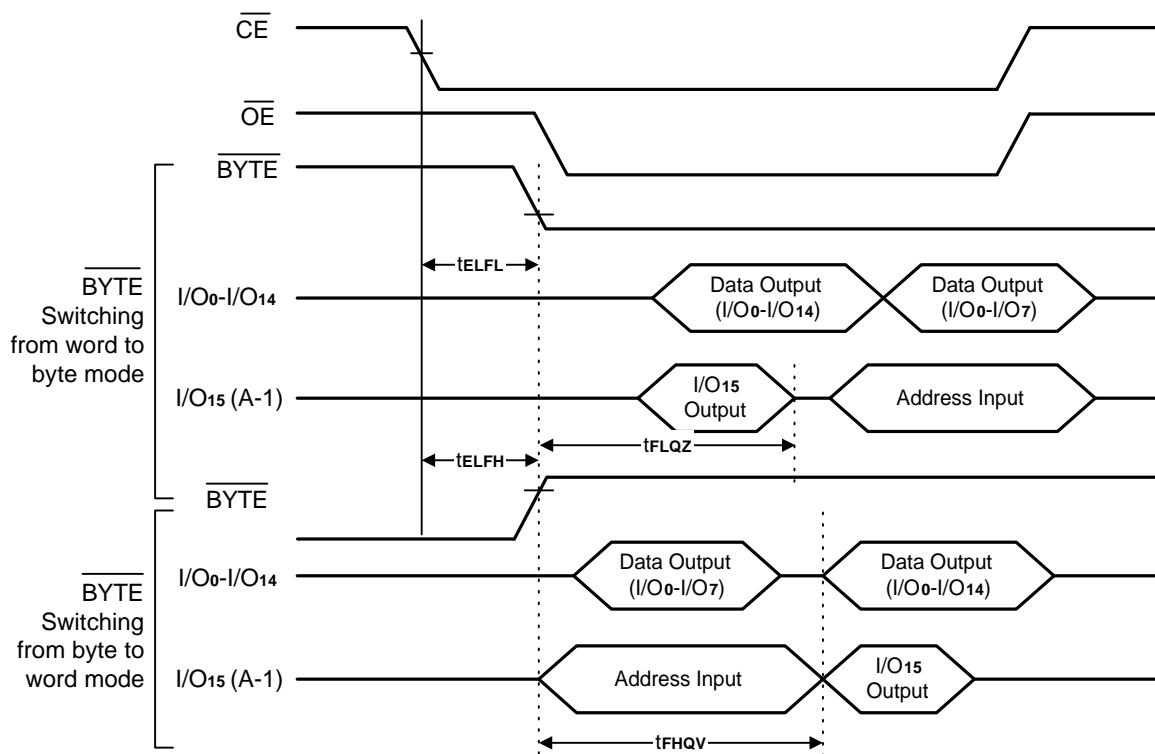 CE
OE
BYTE
tELFL
BYTE
Switching
from word to
byte mode
I/O0-I/O14
Data Output
(I/O0-I/O14)
Data Output
(I/O0-I/O7)
I/O15 (A-1)
I/O15
Output
Address Input
tELFH
tFLQZ
BYTE
BYTE
Switching
from byte to
word mode
I/O0-I/O14
Data Output
(I/O0-I/O7)
Data Output
(I/O0-I/O14)
I/O15 (A-1)
Address Input
I/O15
Output
tFHQV